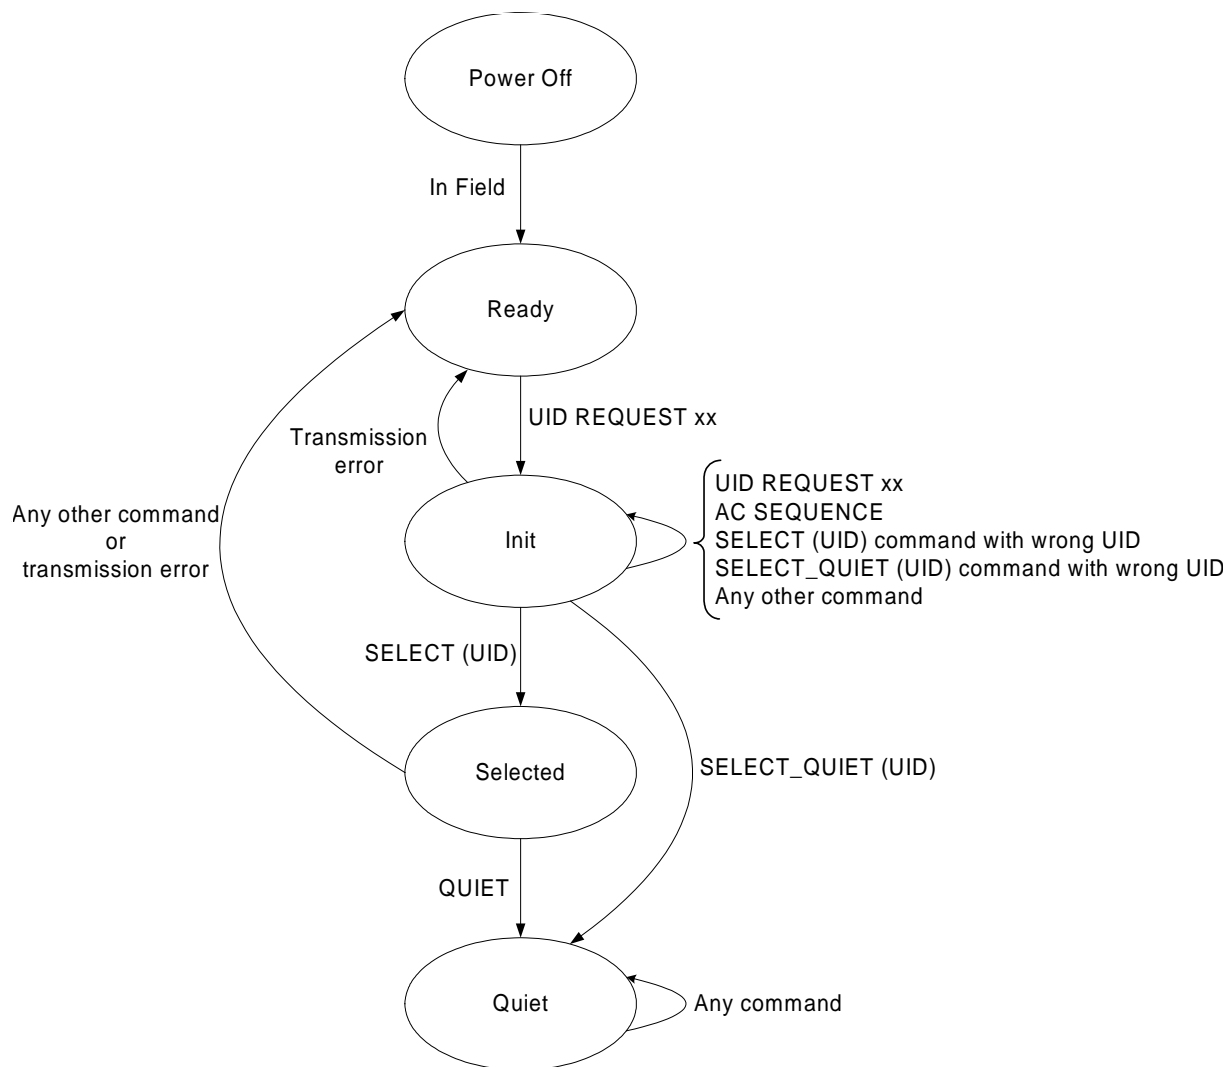 Power Off
In Field
Ready
UID REQUEST xx
Transmission
error
Any other command
or
transmission error
Init
UID REQUEST xx
AC SEQUENCE
SELECT (UID) command with wrong UID
SELECT_QUIET (UID) command with wrong UID
Any other command
SELECT (UID)
Selected
SELECT_QUIET (UID)
QUIET
Quiet
Any command